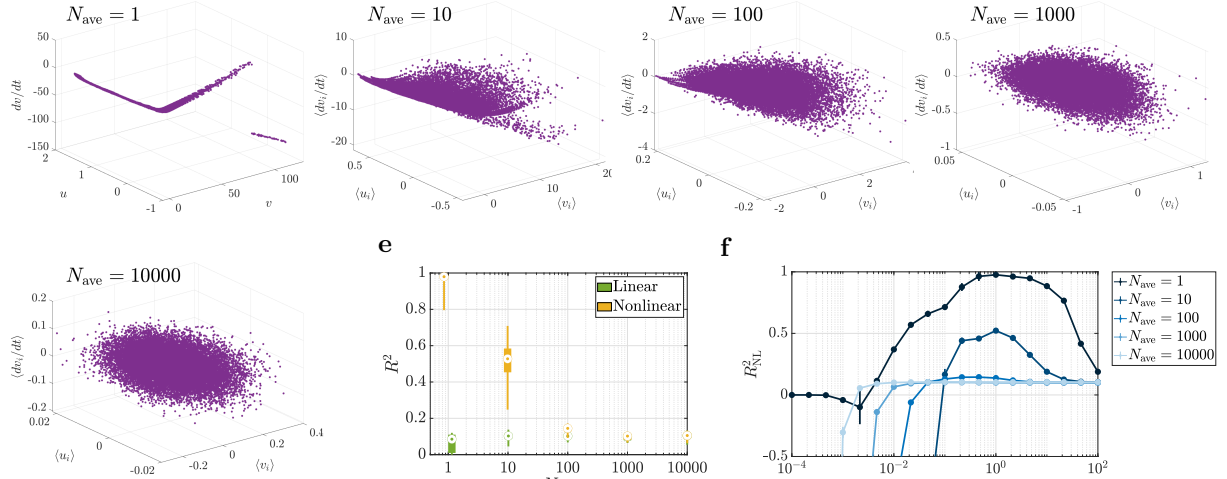 N_ave = 1
50
0
-50
-100
-150
dv/dt
2
1
0
-1
u
0
50
100
v
N_ave = 10
10
0
-10
-20
⟨dv_i/dt⟩
0.5
0
-0.5
⟨u_i⟩
0
10
20
⟨v_i⟩
N_ave = 100
2
0
-2
-4
⟨dv_i/dt⟩
0.2
0
-0.2
⟨u_i⟩
-2
0
2
⟨v_i⟩
N_ave = 1000
0.5
0
-0.5
-1
⟨dv_i/dt⟩
0.05
0
-0.05
⟨u_i⟩
-1
0
1
⟨v_i⟩
N_ave = 10000
0.2
0.1
0
-0.1
-0.2
⟨dv_i/dt⟩
0.02
0
-0.02
⟨u_i⟩
-0.2
0
0.2
0.4
⟨v_i⟩
e
1
0.8
0.6
0.4
0.2
0
R²
Linear
Nonlinear
1
10
100
1000
10000
f
1
0.5
0
-0.5
R²_NL
10⁻⁴
10⁻²
10⁰
10²
N_ave = 1
N_ave = 10
N_ave = 100
N_ave = 1000
N_ave = 10000